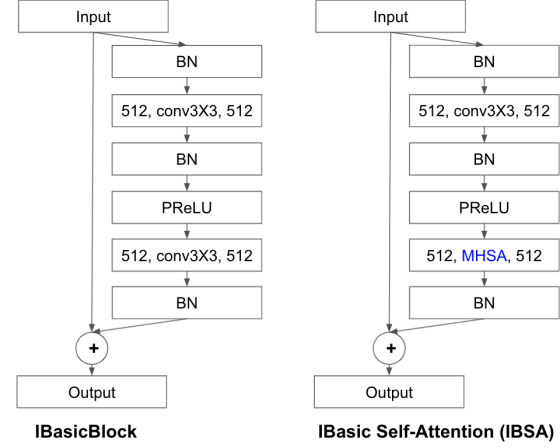 Input
BN
512, conv3X3, 512
BN
PReLU
512, conv3X3, 512
BN
+
Output
IBasicBlock
Input
BN
512, conv3X3, 512
BN
PReLU
512, MHSA, 512
BN
+
Output
IBasic Self-Attention (IBSA)